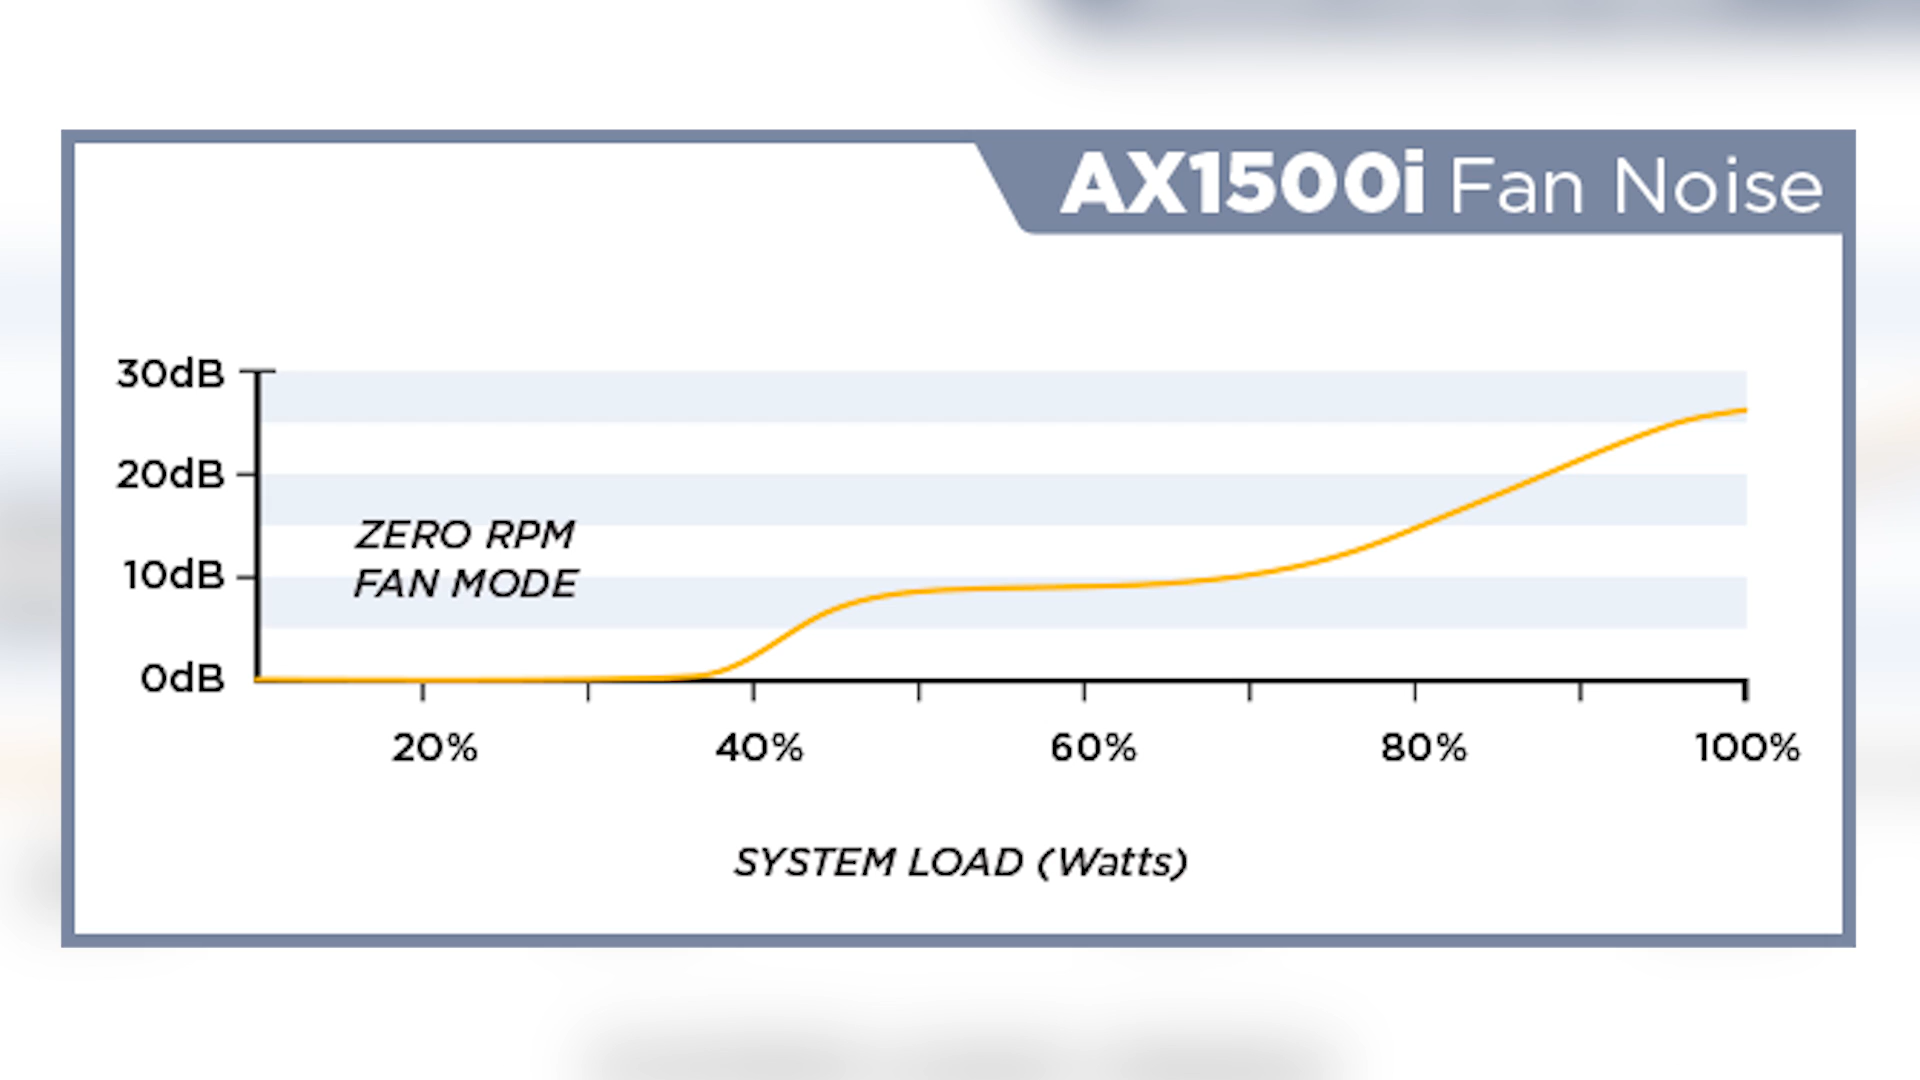 AX1500i Fan Noise
30dB
20dB
10dB
0dB
ZERO RPM
FAN MODE
20% 40% 60% 80% 100%
SYSTEM LOAD (Watts)